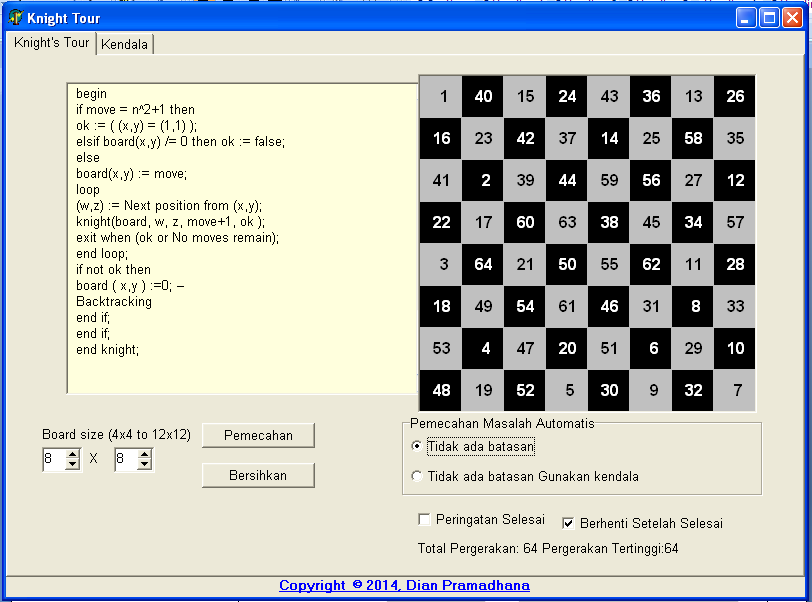 Knight Tour
Knight's Tour Kendala
begin
if move = n^2+1 then
ok := ( (x,y) = (1,1) );
elsif board(x,y) /= 0 then ok := false;
else
board(x,y) := move;
loop
(w,z) := Next position from (x,y);
knight(board, w, z, move+1, ok );
exit when (ok or No moves remain);
end loop;
if not ok then
board ( x,y ) :=0; –
Backtracking
end if;
end if;
end knight;
1 40 15 24 43 36 13 26
16 23 42 37 14 25 58 35
41 2 39 44 59 56 27 12
22 17 60 63 38 45 34 57
3 64 21 50 55 62 11 28
18 49 54 61 46 31 8 33
53 4 47 20 51 6 29 10
48 19 52 5 30 9 32 7
Board size (4x4 to 12x12)
8 X 8
Pemecahan
Bersihkan
Pemecahan Masalah Automatis
Tidak ada batasan
Tidak ada batasan Gunakan kendala
Peringatan Selesai Berhenti Setelah Selesai
Total Pergerakan: 64 Pergerakan Tertinggi:64
Copyright © 2014, Dian Pramadhana